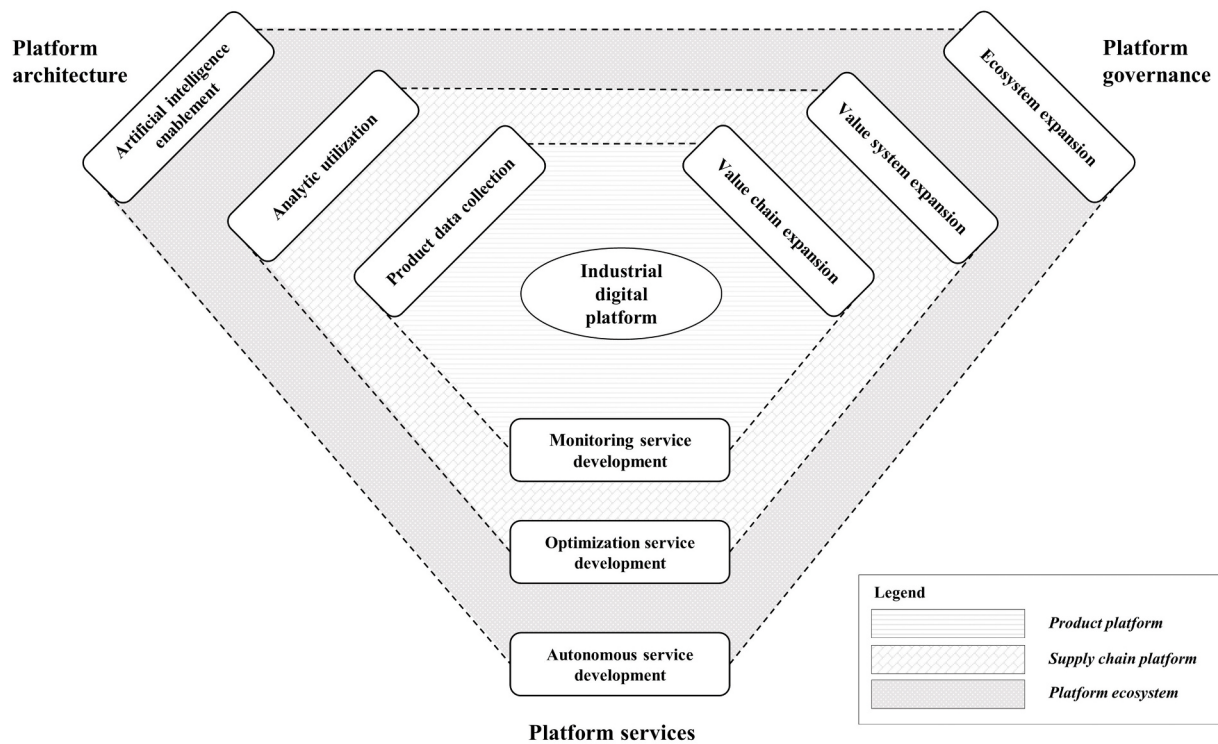 Platform
architecture
Artificial intelligence
enablement
Analytic utilization
Product data collection
Platform
governance
Ecosystem expansion
Value system expansion
Value chain expansion
Industrial
digital
platform
Monitoring service
development
Optimization service
development
Autonomous service
development
Platform services
Legend
Product platform
Supply chain platform
Platform ecosystem